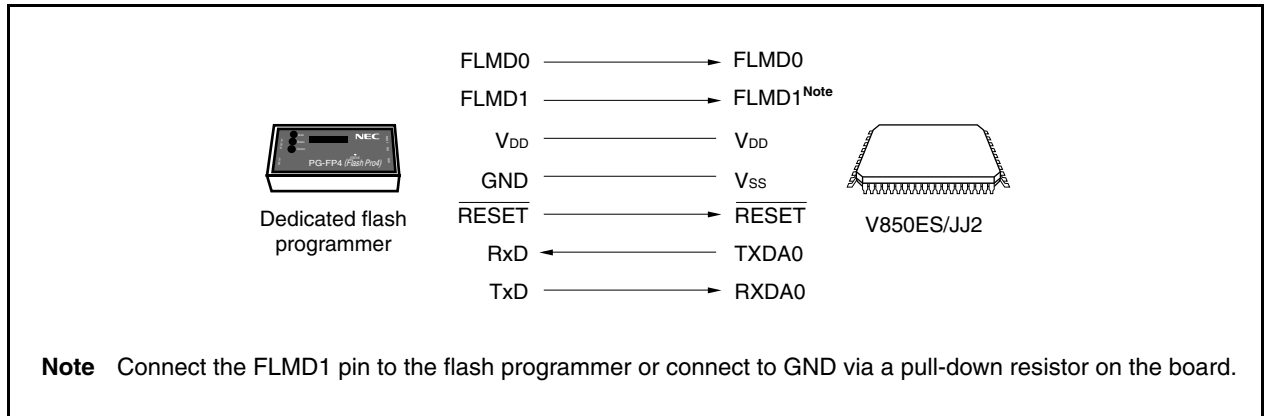 FLMD0 FLMD0
FLMD1 FLMD1Note
NEC
PG-FP4 (Flash Pro4)
VDD VDD
GND VSS
RESET RESET
Dedicated flash
programmer
V850ES/JJ2
RxD TXDA0
TxD RXDA0
Note Connect the FLMD1 pin to the flash programmer or connect to GND via a pull-down resistor on the board.